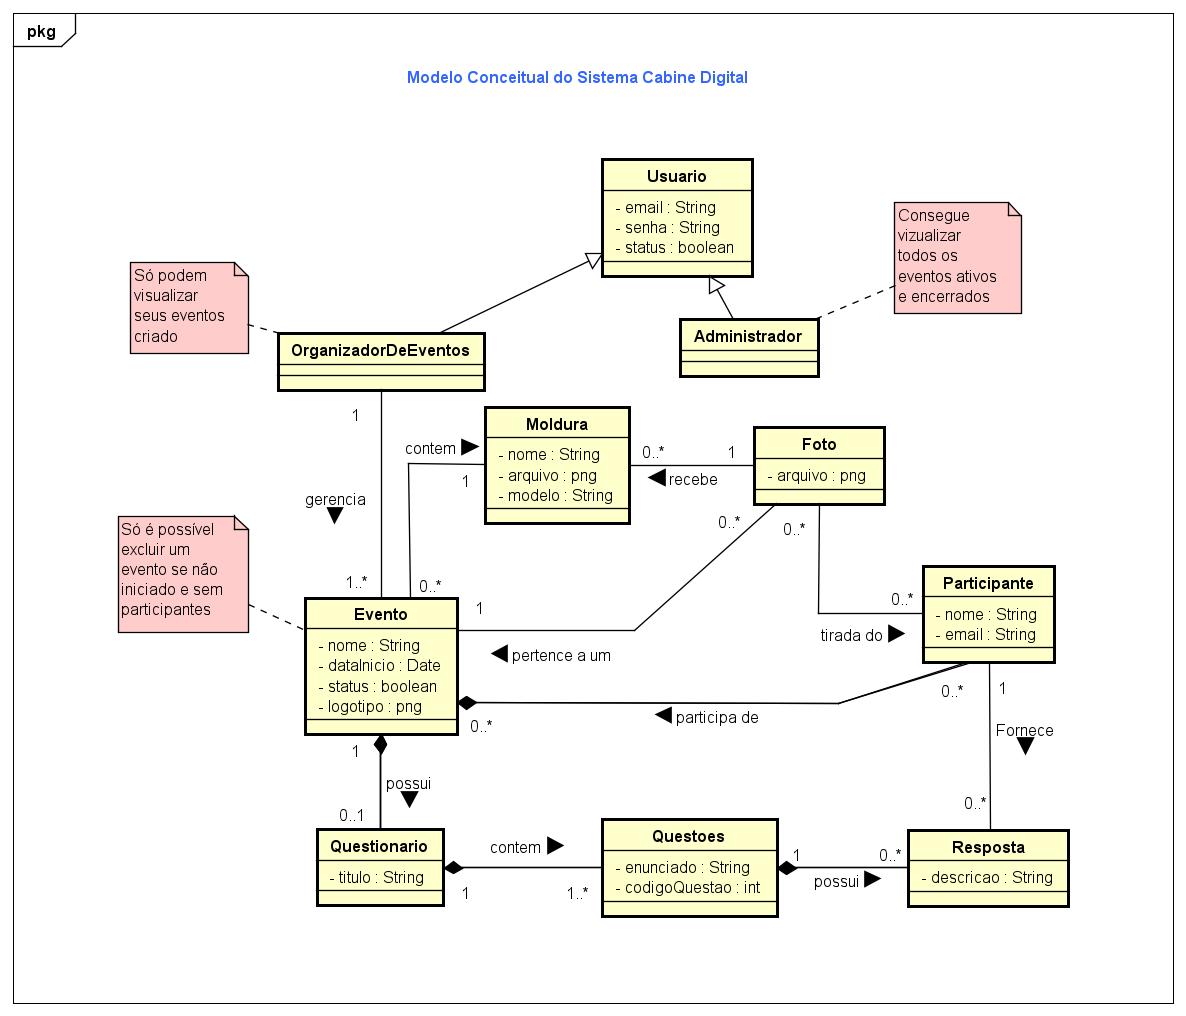 pkg
Modelo Conceitual do Sistema Cabine Digital
Usuario
- email : String
- senha : String
- status : boolean
Consegue
vizualizar
todos os
eventos ativos
e encerrados
Só podem
visualizar
seus eventos
criado
OrganizadorDeEventos
Administrador
1
contem
1
Moldura
- nome : String
- arquivo : png
- modelo : String
0..*
1
recebe
Foto
- arquivo : png
gerencia
0..*
0..*
Só é possível
excluir um
evento se não
iniciado e sem
participantes
1..*
0..*
1
Evento
- nome : String
- dataInicio : Date
- status : boolean
- logotipo : png
pertence a um
0..*
tirada do
Participante
- nome : String
- email : String
0..*
1
0..*
participa de
Fornece
1
possui
0..1
0..*
Questionario
- titulo : String
contem
1
1..*
Questoes
- enunciado : String
- codigoQuestao : int
1
0..*
possui
Resposta
- descricao : String